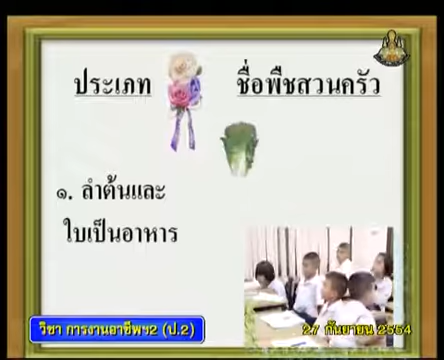 ประเภท ชื่อพืชสวนครัว
๑. ลำต้นและ
ใบเป็นอาหาร
วิชา การงานอาชีพฯ2 (ป.2) 27 กันยายน 2554